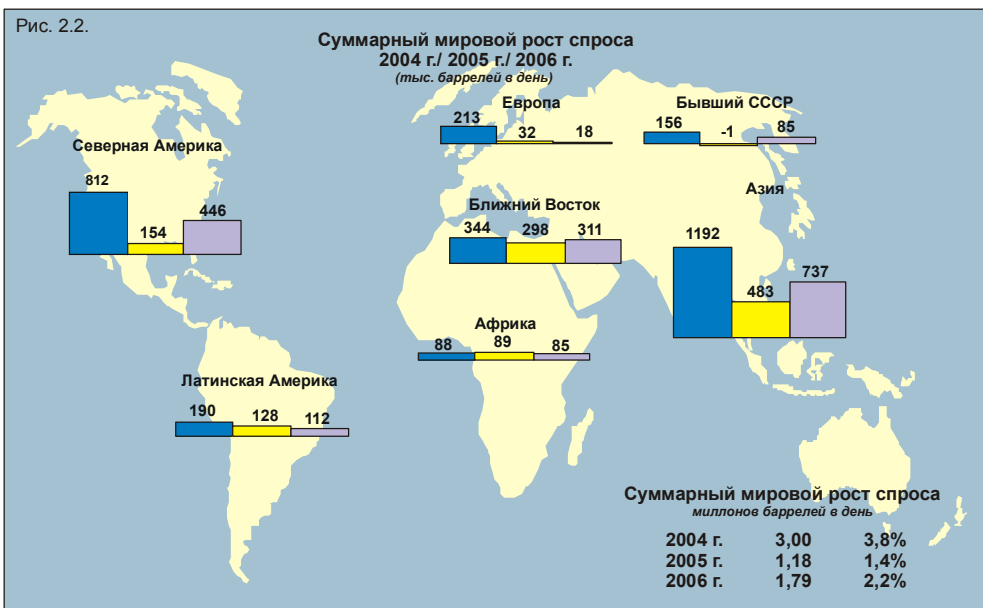 Рис. 2.2.
Суммарный мировой рост спроса
2004 г./ 2005 г./ 2006 г.
(тыс. баррелей в день)
Европа
213 32 18
Бывший СССР
156 -1 85
Северная Америка
812 154 446
Ближний Восток
344 298 311
Азия
1192 483 737
Африка
88 89 85
Латинская Америка
190 128 112
Суммарный мировой рост спроса
миллонов баррелей в день
2004 г. 3,00 3,8%
2005 г. 1,18 1,4%
2006 г. 1,79 2,2%